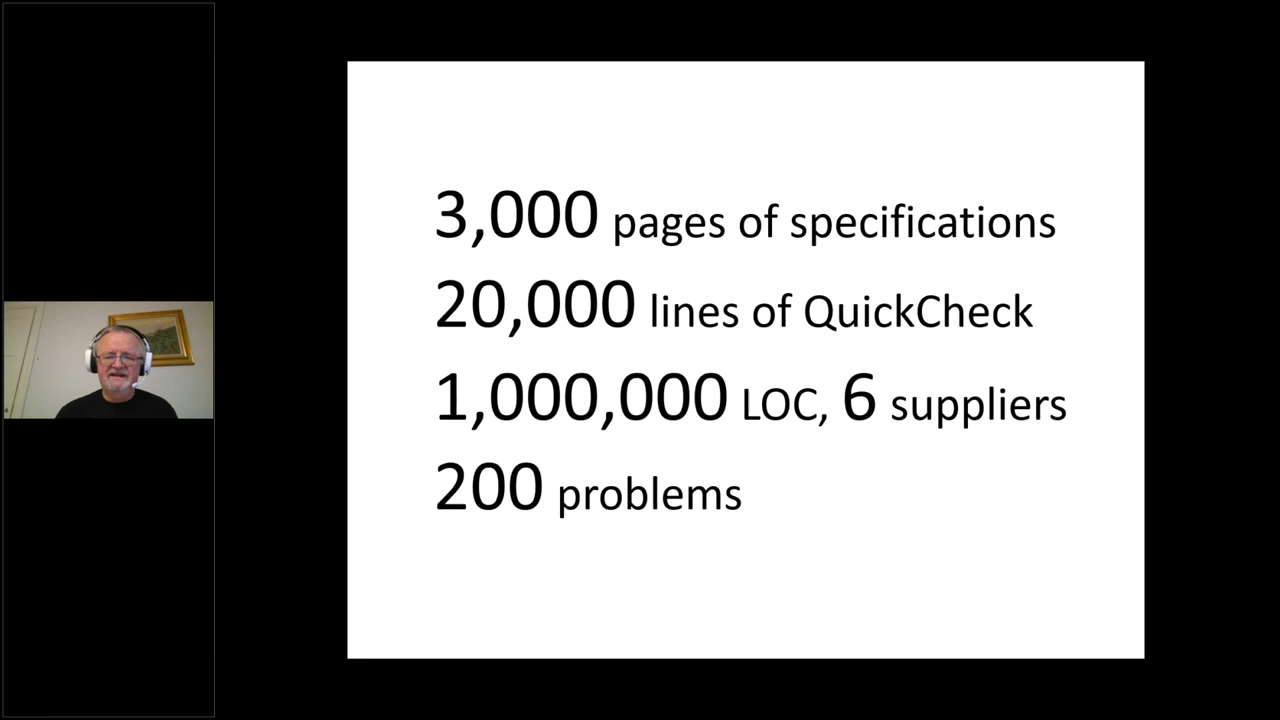 3,000 pages of specifications
20,000 lines of QuickCheck
1,000,000 LOC, 6 suppliers
200 problems